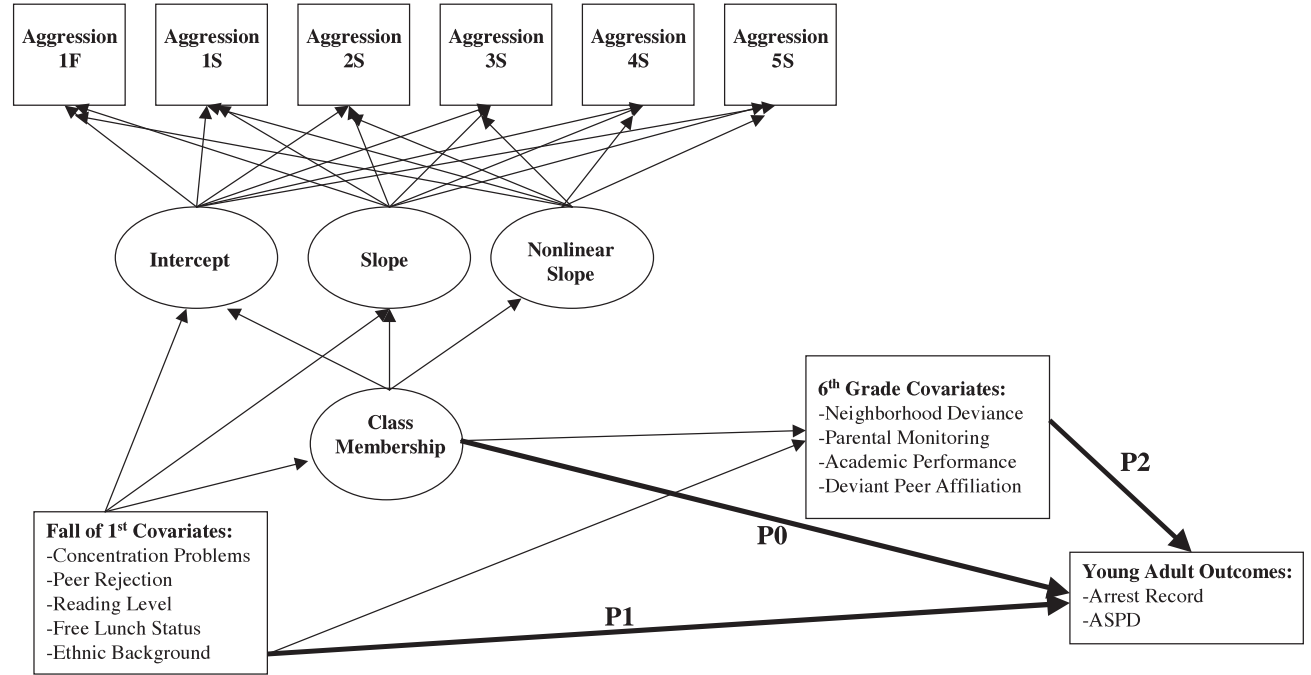 Aggression
1F
Aggression
1S
Aggression
2S
Aggression
3S
Aggression
4S
Aggression
5S
Intercept
Slope
Nonlinear
Slope
Class
Membership
6th Grade Covariates:
-Neighborhood Deviance
-Parental Monitoring
-Academic Performance
-Deviant Peer Affiliation
P2
P0
Fall of 1st Covariates:
-Concentration Problems
-Peer Rejection
-Reading Level
-Free Lunch Status
-Ethnic Background
P1
Young Adult Outcomes:
-Arrest Record
-ASPD